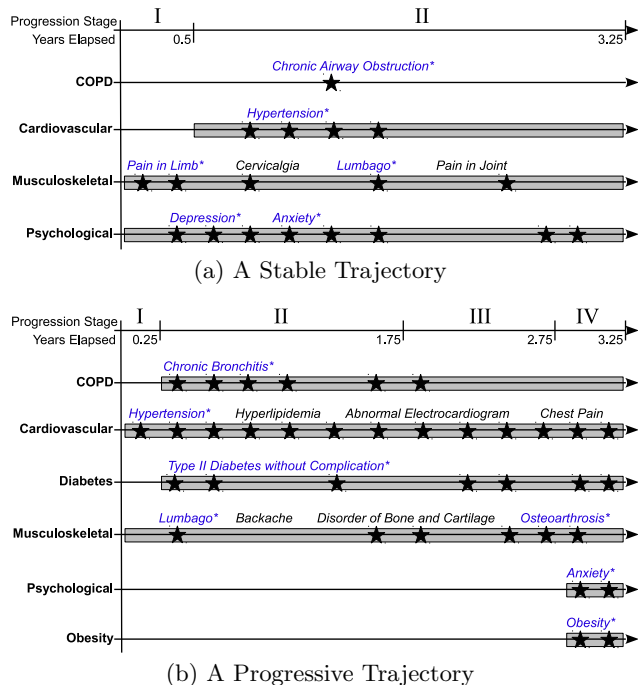 Progression Stage I II
Years Elapsed 0.5 3.25
Chronic Airway Obstruction*
COPD
Hypertension*
Cardiovascular
Pain in Limb* Cervicalgia Lumbago* Pain in Joint
Musculoskeletal
Depression* Anxiety*
Psychological
(a) A Stable Trajectory
Progression Stage I II III IV
Years Elapsed 0.25 1.75 2.75 3.25
Chronic Bronchitis*
COPD
Hypertension* Hyperlipidemia Abnormal Electrocardiogram Chest Pain
Cardiovascular
Type II Diabetes without Complication*
Diabetes
Lumbago* Backache Disorder of Bone and Cartilage Osteoarthrosis*
Musculoskeletal
Anxiety*
Psychological
Obesity*
Obesity
(b) A Progressive Trajectory